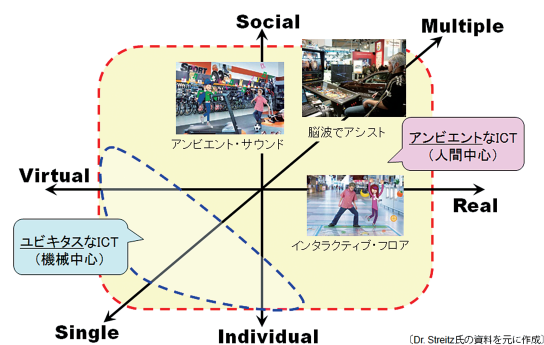 Social
Multiple
SPORT
アンビエント・サウンド
脳波でアシスト
アンビエントなICT
（人間中心）
Virtual
Real
ユビキタスなICT
（機械中心）
インタラクティブ・フロア
Single
Individual
〔Dr. Streitz氏の資料を元に作成〕